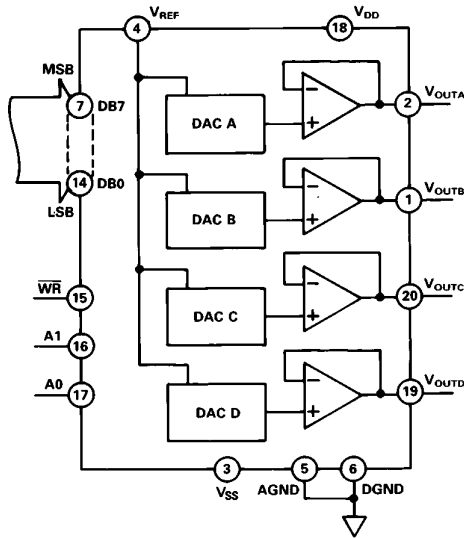 VREF
VDD
4
18
MSB
7
DB7
DAC A
−
+
2
VOUTA
14
DB0
LSB
DAC B
−
+
1
VOUTB
WR
15
DAC C
−
+
20
VOUTC
A1
16
A0
17
DAC D
−
+
19
VOUTD
3
5
6
VSS
AGND
DGND